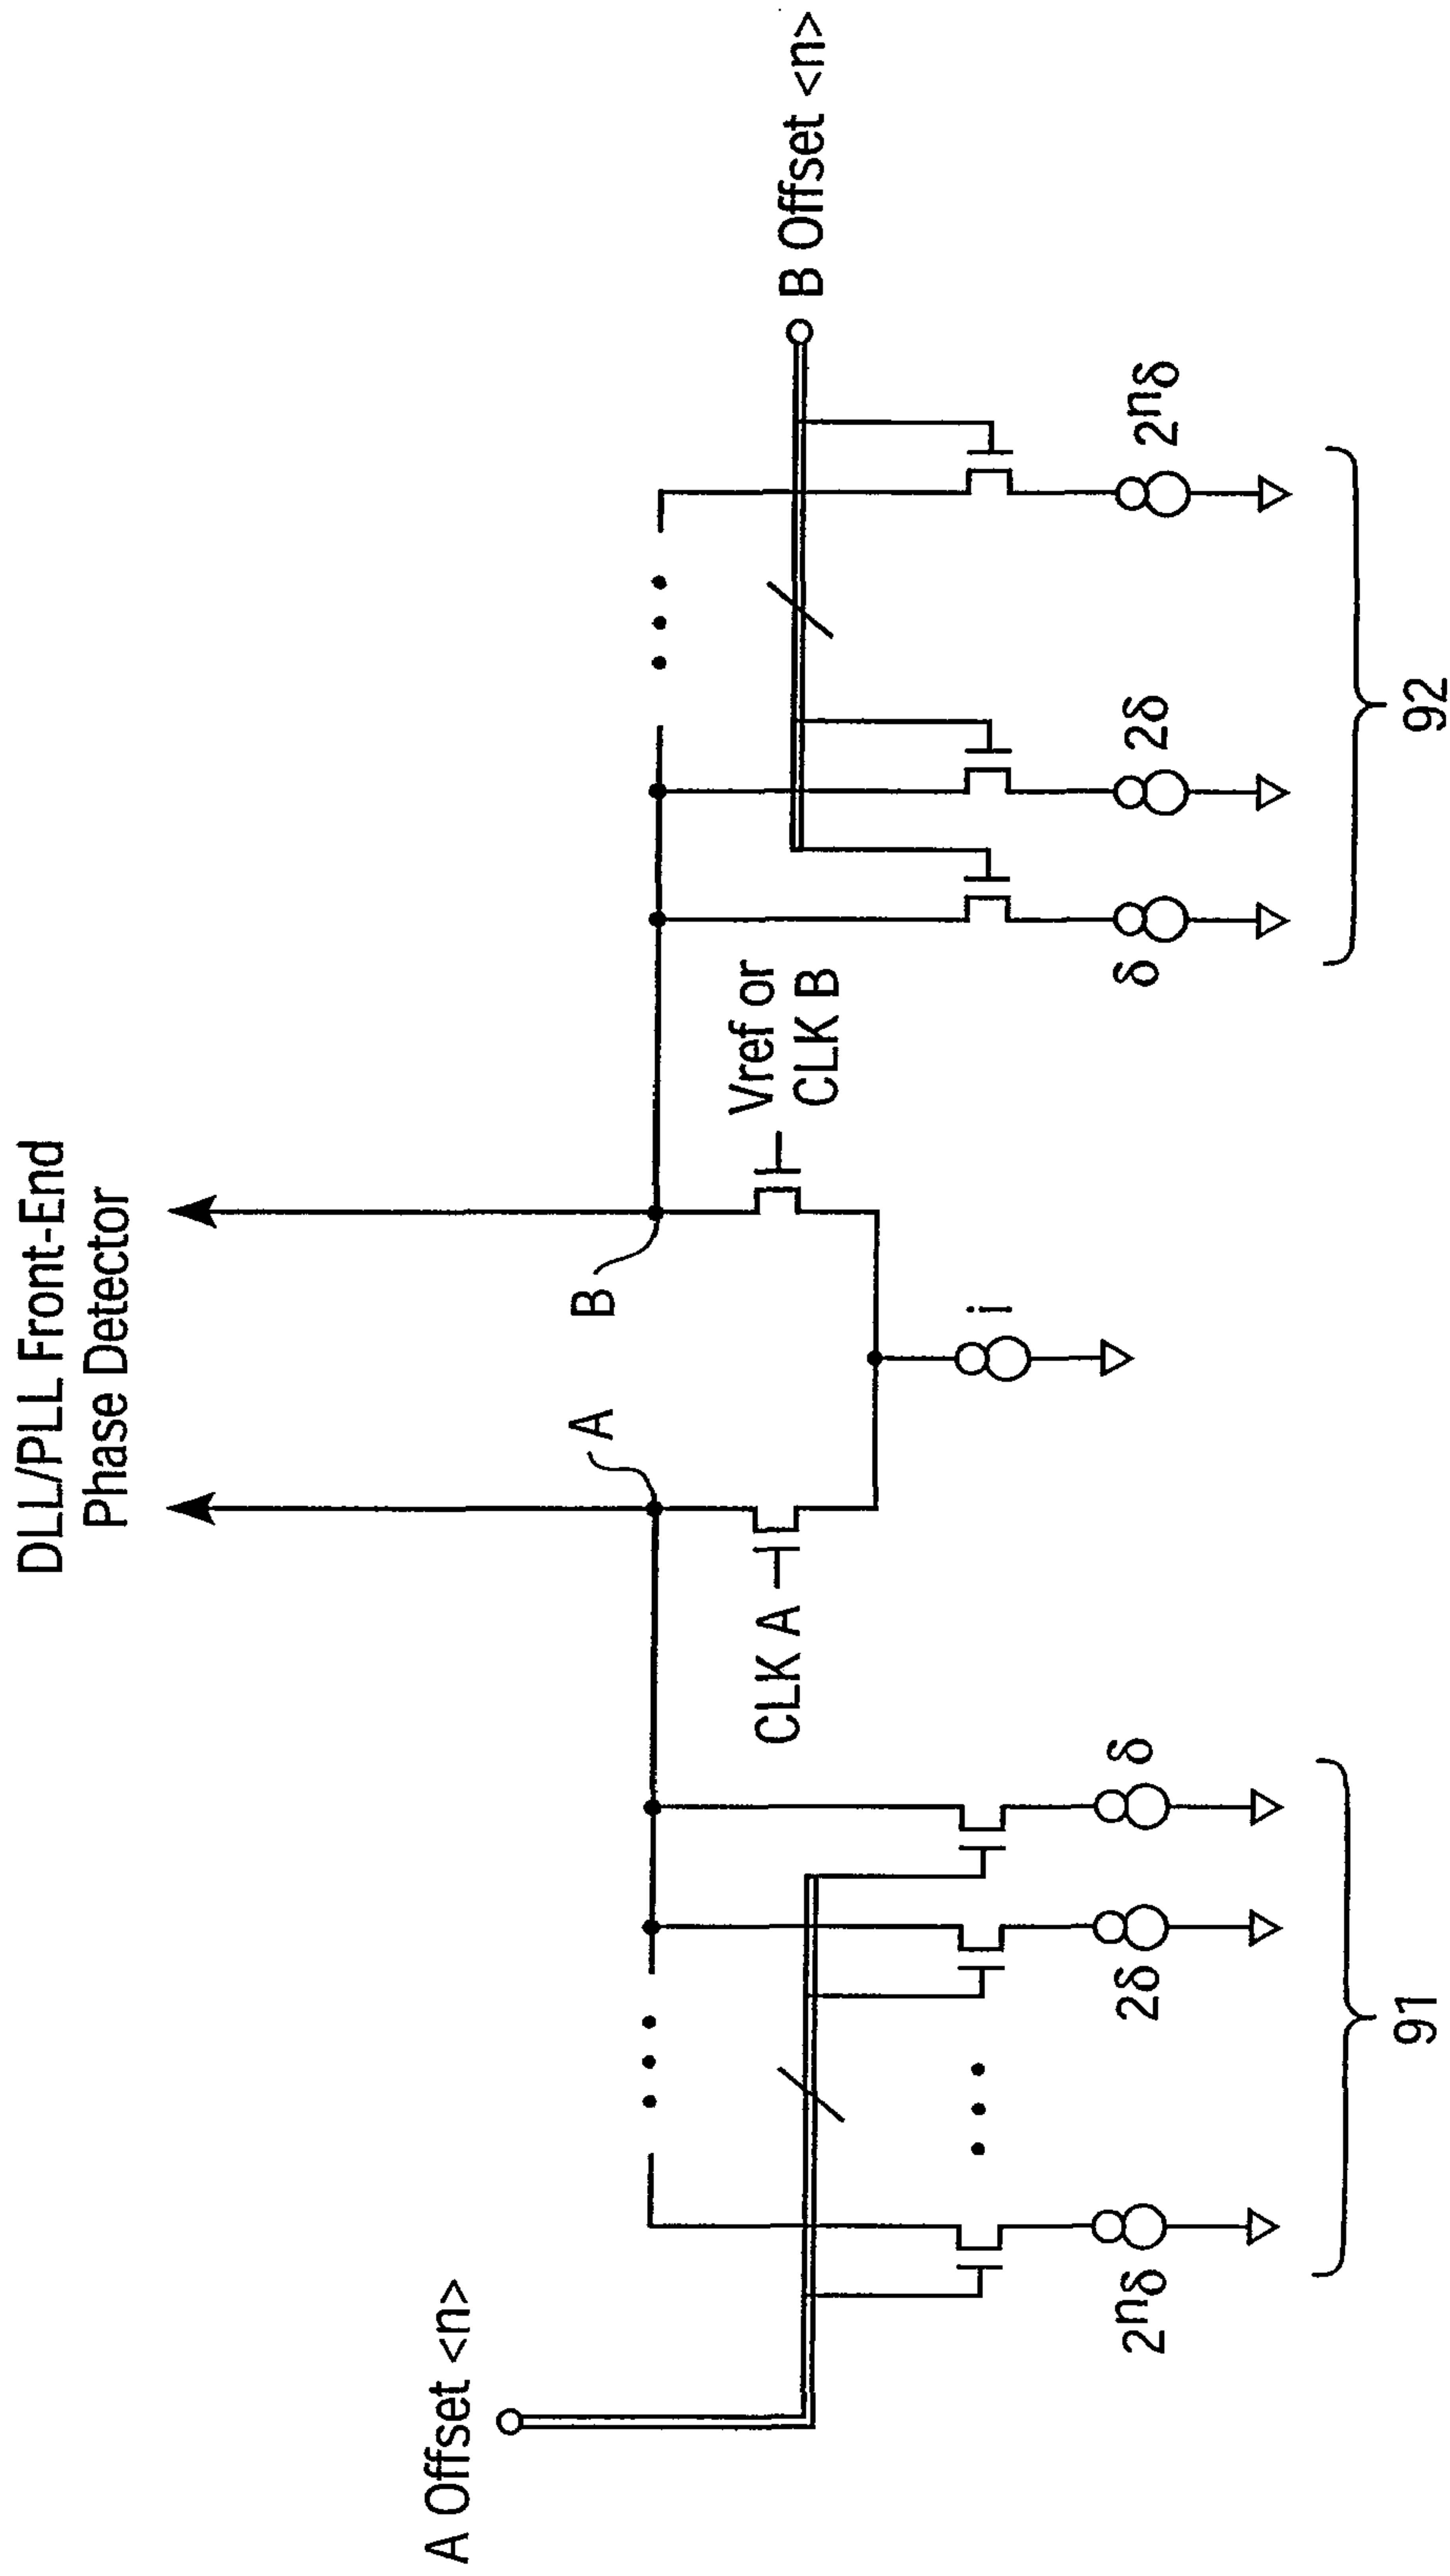 DLL/PLL Front-End
Phase Detector
A Offset <n>
A
B
B Offset <n>
CLK A
Vref or
CLK B
i
2ⁿδ
2δ
δ
δ
2δ
2ⁿδ
91
92